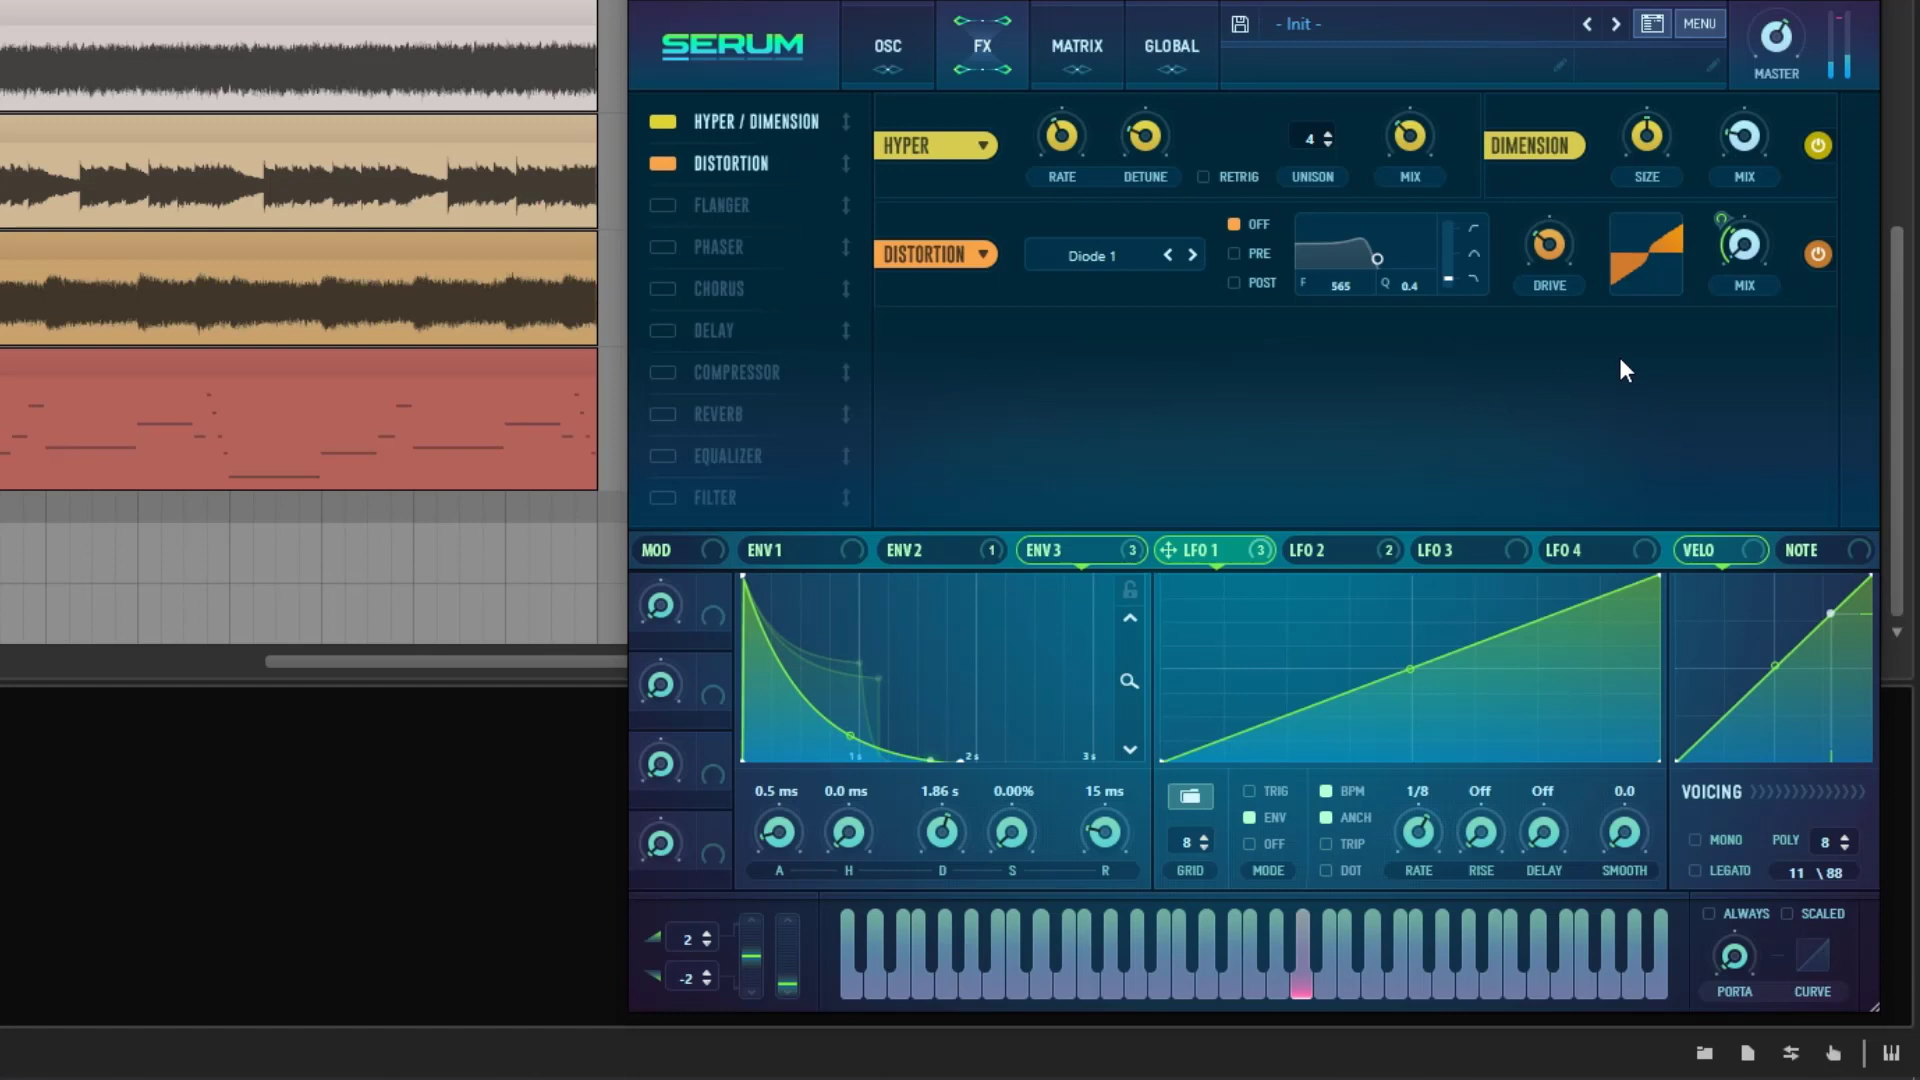 SERUM
OSC
FX
MATRIX
GLOBAL
- Init -
MENU
MASTER
HYPER / DIMENSION
DISTORTION
FLANGER
PHASER
CHORUS
DELAY
COMPRESSOR
REVERB
EQUALIZER
FILTER
HYPER
RATE
DETUNE
RETRIG
4
UNISON
MIX
DIMENSION
SIZE
MIX
DISTORTION
Diode 1
OFF
PRE
POST
F 565 Q 0.4
DRIVE
MIX
MOD
ENV 1
ENV 2 1
ENV 3 3
LFO 1 3
LFO 2 2
LFO 3
LFO 4
VELO
NOTE
1s 2s 3s
0.5 ms 0.0 ms 1.86 s 0.00% 15 ms
A H D S R
8
GRID
TRIG
ENV
OFF
MODE
BPM
ANCH
TRIP
DOT
1/8 Off Off 0.0
RATE RISE DELAY SMOOTH
VOICING
MONO POLY 8
LEGATO 11 \ 88
2
-2
ALWAYS SCALED
PORTA CURVE